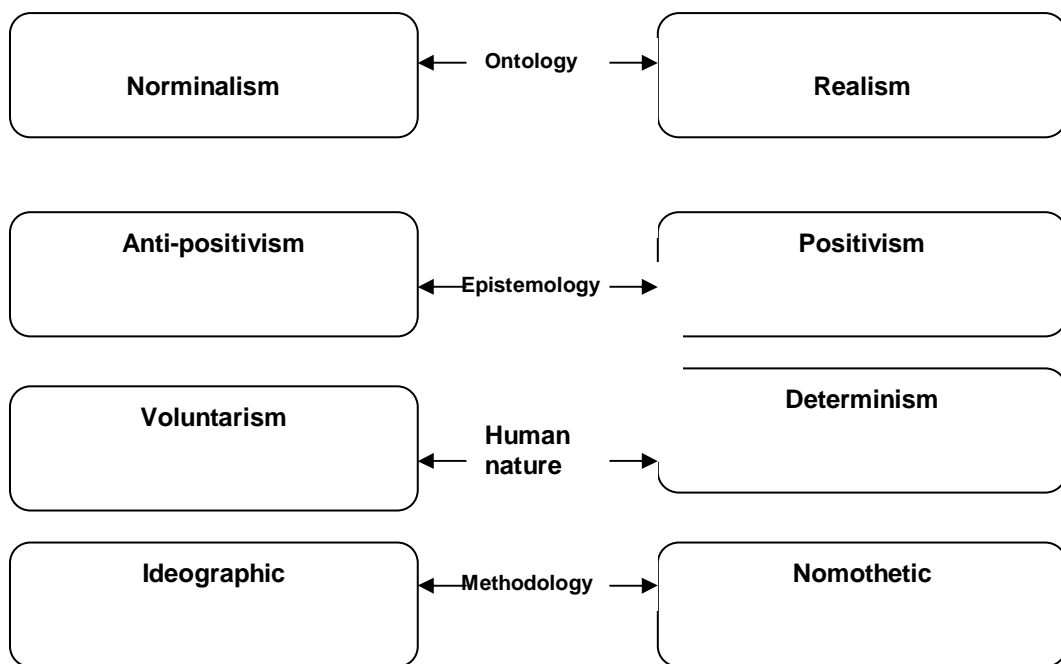 Norminalism
Ontology
Realism
Anti-positivism
Epistemology
Positivism
Voluntarism
Human
nature
Determinism
Ideographic
Methodology
Nomothetic